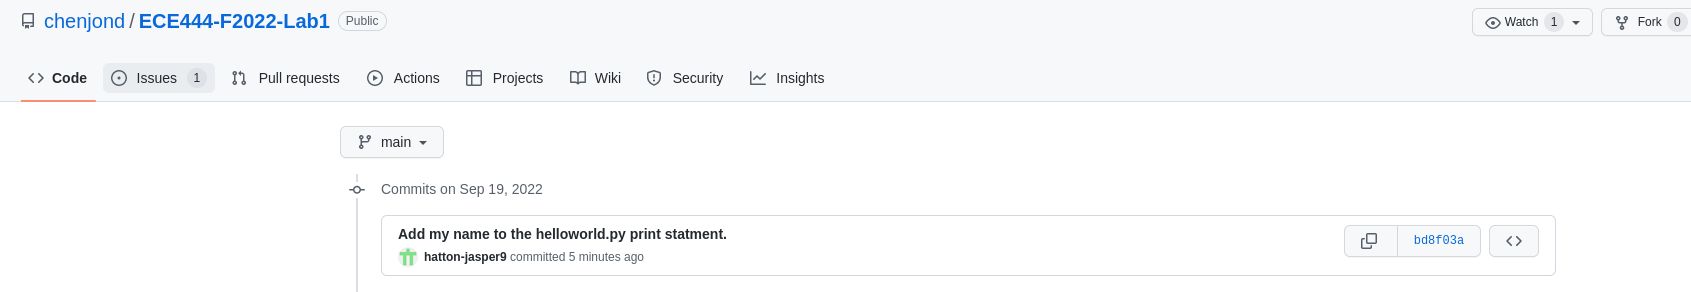 chenjond / ECE444-F2022-Lab1 Public Watch 1 Fork 0
Code Issues 1 Pull requests Actions Projects Wiki Security Insights
main
Commits on Sep 19, 2022
Add my name to the helloworld.py print statment.
bd8f03a
hatton-jasper9 committed 5 minutes ago